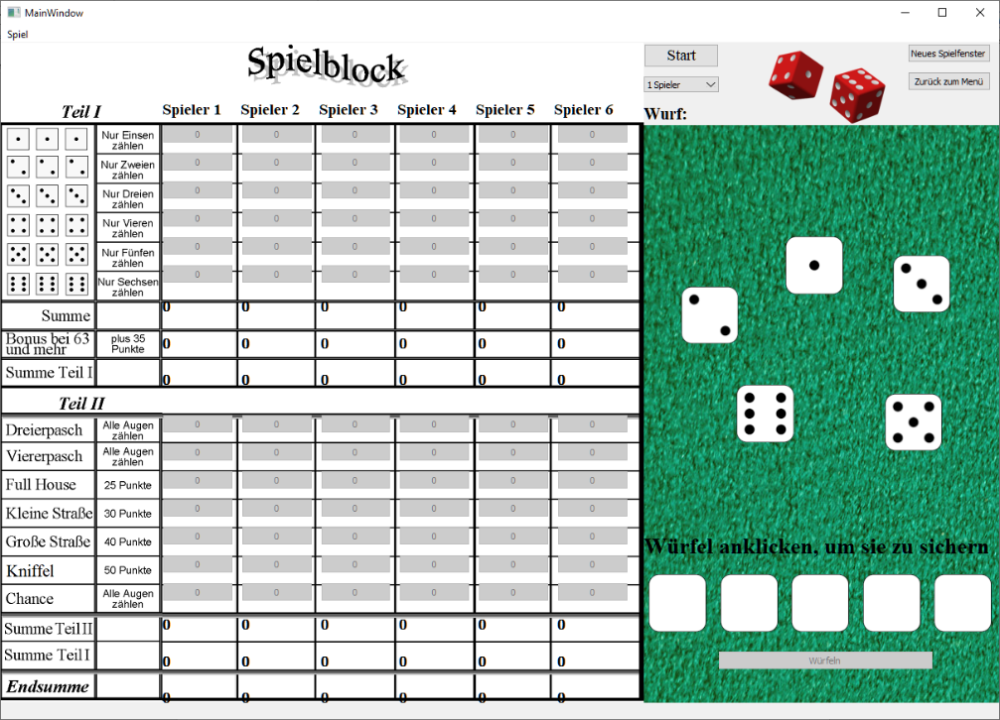 MainWindow
Spiel
Spielblock
Start
Neues Spielfenster
1 Spieler
Zurück zum Menü
Teil I
Spieler 1 Spieler 2 Spieler 3 Spieler 4 Spieler 5 Spieler 6
Wurf:
Nur Einsen
zählen
0 0 0 0 0 0
Nur Zweien
zählen
0 0 0 0 0 0
Nur Dreien
zählen
0 0 0 0 0 0
Nur Vieren
zählen
0 0 0 0 0 0
Nur Fünfen
zählen
0 0 0 0 0 0
Nur Sechsen
zählen
0 0 0 0 0 0
Summe
0 0 0 0 0 0
Bonus bei 63
und mehr
plus 35
Punkte
0 0 0 0 0 0
Summe Teil I
0 0 0 0 0 0
Teil II
Dreierpasch
Alle Augen
zählen
0 0 0 0 0 0
Viererpasch
Alle Augen
zählen
0 0 0 0 0 0
Full House
25 Punkte
0 0 0 0 0 0
Kleine Straße
30 Punkte
0 0 0 0 0 0
Große Straße
40 Punkte
0 0 0 0 0 0
Kniffel
50 Punkte
0 0 0 0 0 0
Chance
Alle Augen
zählen
0 0 0 0 0 0
Summe Teil II
0 0 0 0 0 0
Summe Teil I
0 0 0 0 0 0
Endsumme
0 0 0 0 0 0
Würfel anklicken, um sie zu sichern
Würfeln